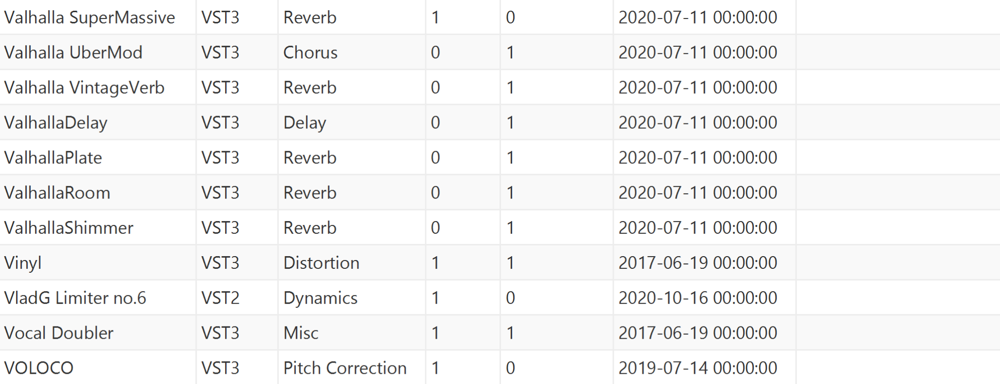 Valhalla SuperMassive VST3 Reverb 1 0 2020-07-11 00:00:00
Valhalla UberMod VST3 Chorus 0 1 2020-07-11 00:00:00
Valhalla VintageVerb VST3 Reverb 0 1 2020-07-11 00:00:00
ValhallaDelay VST3 Delay 0 1 2020-07-11 00:00:00
ValhallaPlate VST3 Reverb 0 1 2020-07-11 00:00:00
ValhallaRoom VST3 Reverb 0 1 2020-07-11 00:00:00
ValhallaShimmer VST3 Reverb 0 1 2020-07-11 00:00:00
Vinyl VST3 Distortion 1 1 2017-06-19 00:00:00
VladG Limiter no.6 VST2 Dynamics 1 0 2020-10-16 00:00:00
Vocal Doubler VST3 Misc 1 1 2017-06-19 00:00:00
VOLOCO VST3 Pitch Correction 1 0 2019-07-14 00:00:00